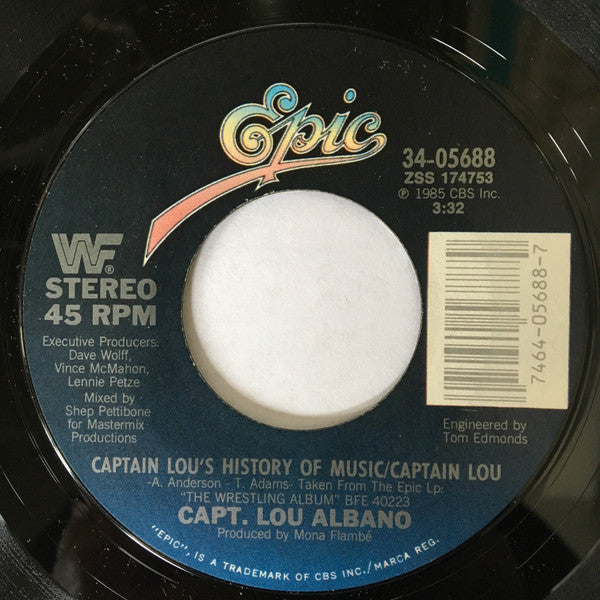 Epic
34-05688
ZSS 174753
℗ 1985 CBS Inc.
3:32
WF®
STEREO
45 RPM
Executive Producers:
Dave Wolff,
Vince McMahon,
Lennie Petze
Mixed by
Shep Pettibone
for Mastermix
Productions
7464-05688-7
Engineered by
Tom Edmonds
CAPTAIN LOU'S HISTORY OF MUSIC/CAPTAIN LOU
-A. Anderson - T. Adams- Taken From The Epic Lp:
"THE WRESTLING ALBUM" BFE 40223
CAPT. LOU ALBANO
Produced by Mona Flambé
"EPIC", IS A TRADEMARK OF CBS INC./MARCA REG.